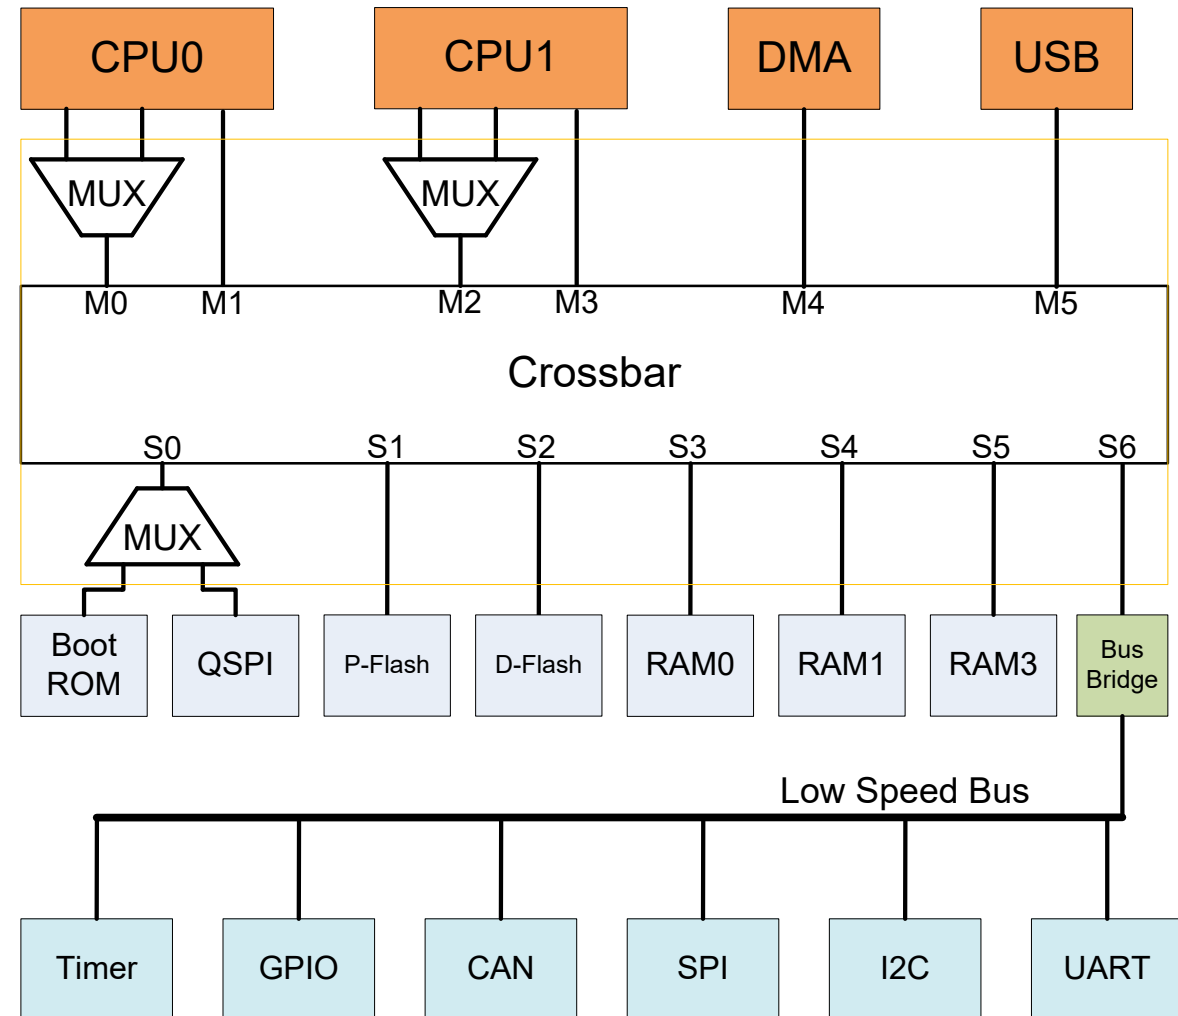 CPU0
CPU1
DMA
USB
MUX
MUX
M0
M1
M2
M3
M4
M5
Crossbar
S0
S1
S2
S3
S4
S5
S6
MUX
Boot
ROM
QSPI
P-Flash
D-Flash
RAM0
RAM1
RAM3
Bus
Bridge
Low Speed Bus
Timer
GPIO
CAN
SPI
I2C
UART